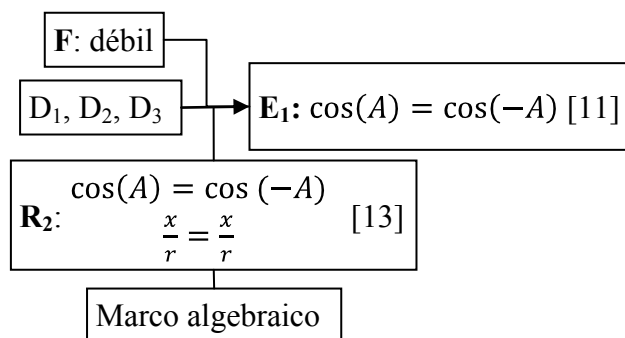 F: débil
D₁, D₂, D₃
E₁: cos(A) = cos(−A) [11]
cos(A) = cos (−A)
R₂: x/r = x/r [13]
Marco algebraico